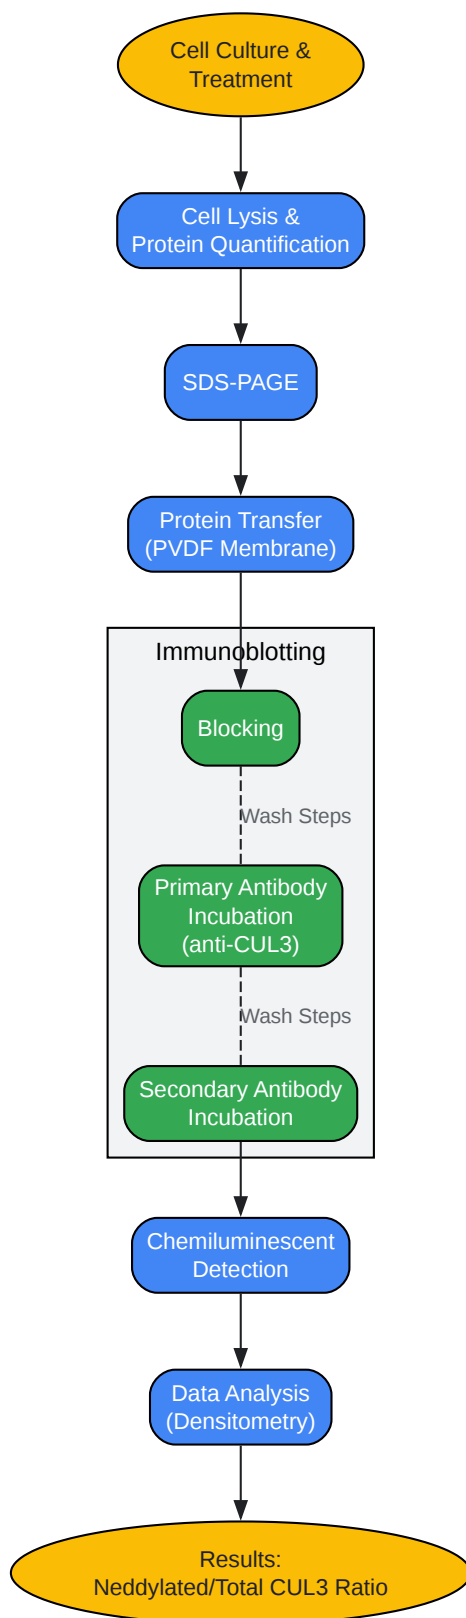 Cell Culture &
Treatment
Cell Lysis &
Protein Quantification
SDS-PAGE
Protein Transfer
(PVDF Membrane)
Immunoblotting
Blocking
Wash Steps
Primary Antibody
Incubation
(anti-CUL3)
Wash Steps
Secondary Antibody
Incubation
Chemiluminescent
Detection
Data Analysis
(Densitometry)
Results:
Neddylated/Total CUL3 Ratio